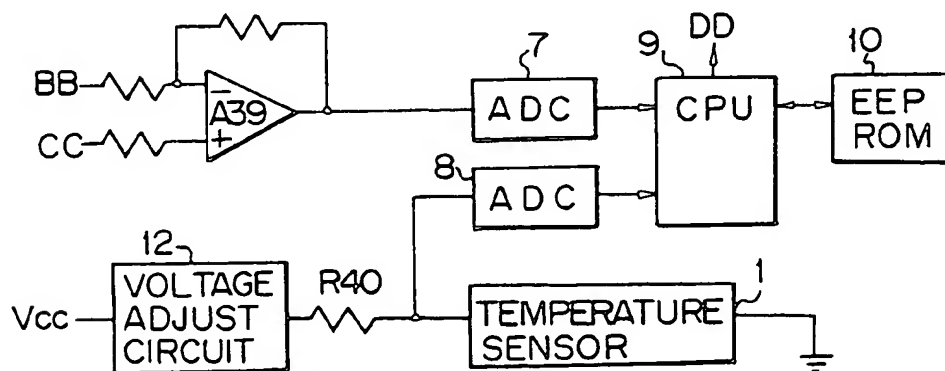 DD
7
9
10
BB
−
A39
+
CC
ADC
CPU
EEP
ROM
8
ADC
12
VOLTAGE
ADJUST
CIRCUIT
Vcc
R40
1
TEMPERATURE
SENSOR